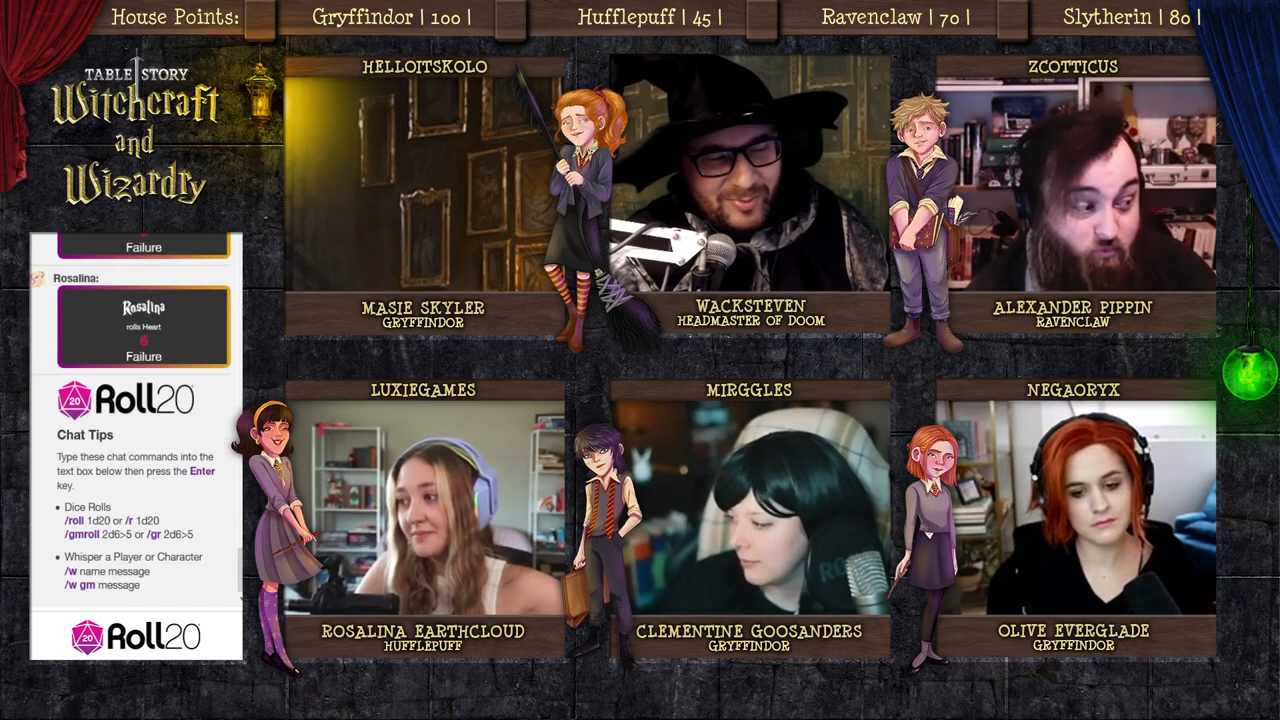 House Points:
Gryffindor | 100 |
Hufflepuff | 45 |
Ravenclaw | 70 |
Slytherin | 80 |
TABLE STORY
Witchcraft
and
Wizardry
HELLOITSKOLO
MASIE SKYLER
GRYFFINDOR
WACKSTEVEN
HEADMASTER OF DOOM
ZCOTTICUS
ALEXANDER PIPPIN
RAVENCLAW
Failure
Rosalina:
Rosalina
rolls Heart
6
Failure
20
Roll20
Chat Tips
Type these chat commands into the
text box below then press the Enter
key.
• Dice Rolls
/roll 1d20 or /r 1d20
/gmroll 2d6>5 or /gr 2d6>5
• Whisper a Player or Character
/w name message
/w gm message
20
Roll20
LUXIEGAMES
ROSALINA EARTHCLOUD
HUFFLEPUFF
MIRGGLES
CLEMENTINE GOOSANDERS
GRYFFINDOR
NEGAORYX
OLIVE EVERGLADE
GRYFFINDOR